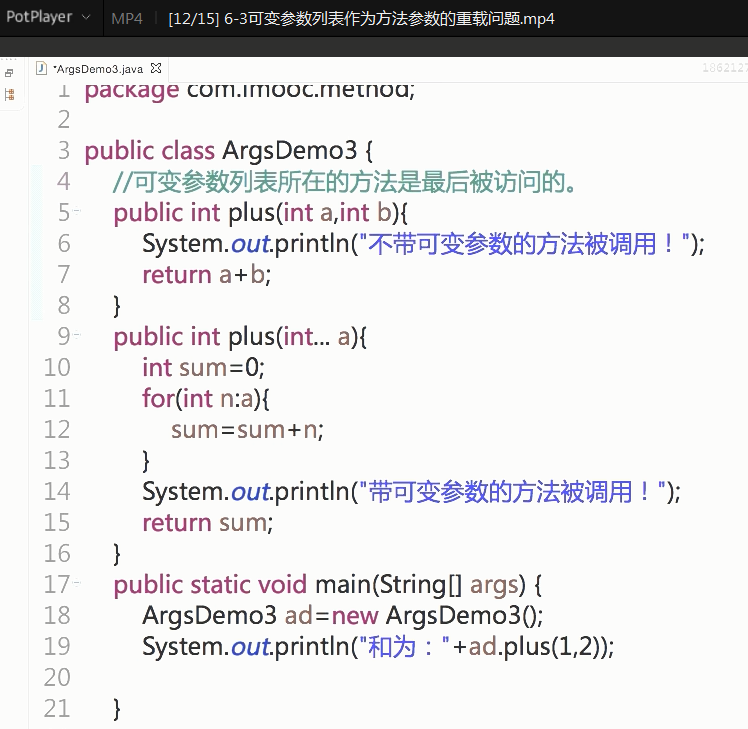 PotPlayer MP4 [12/15] 6-3可变参数列表作为方法参数的重载问题.mp4
*ArgsDemo3.java
1 package com.imooc.method;
2
3 public class ArgsDemo3 {
4 //可变参数列表所在的方法是最后被访问的。
5 public int plus(int a,int b){
6 System.out.println("不带可变参数的方法被调用！");
7 return a+b;
8 }
9 public int plus(int... a){
10 int sum=0;
11 for(int n:a){
12 sum=sum+n;
13 }
14 System.out.println("带可变参数的方法被调用！");
15 return sum;
16 }
17 public static void main(String[] args) {
18 ArgsDemo3 ad=new ArgsDemo3();
19 System.out.println("和为："+ad.plus(1,2));
20
21 }